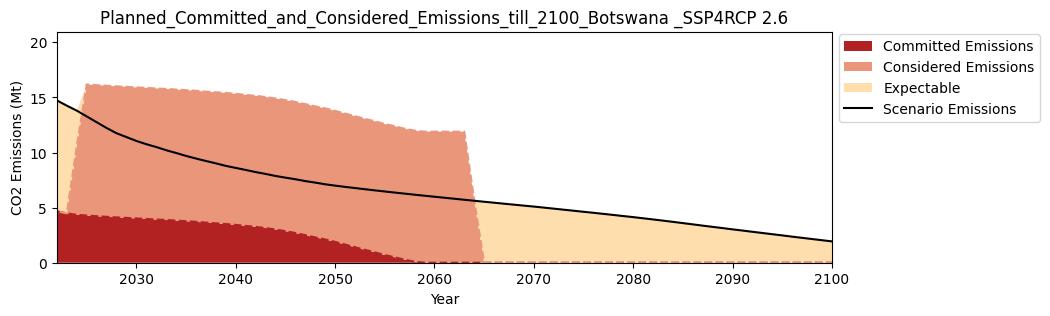 Planned_Committed_and_Considered_Emissions_till_2100_Botswana _SSP4RCP 2.6
CO2 Emissions (Mt)
20
15
10
5
0
2030 2040 2050 2060 2070 2080 2090 2100
Year
Committed Emissions
Considered Emissions
Expectable
Scenario Emissions